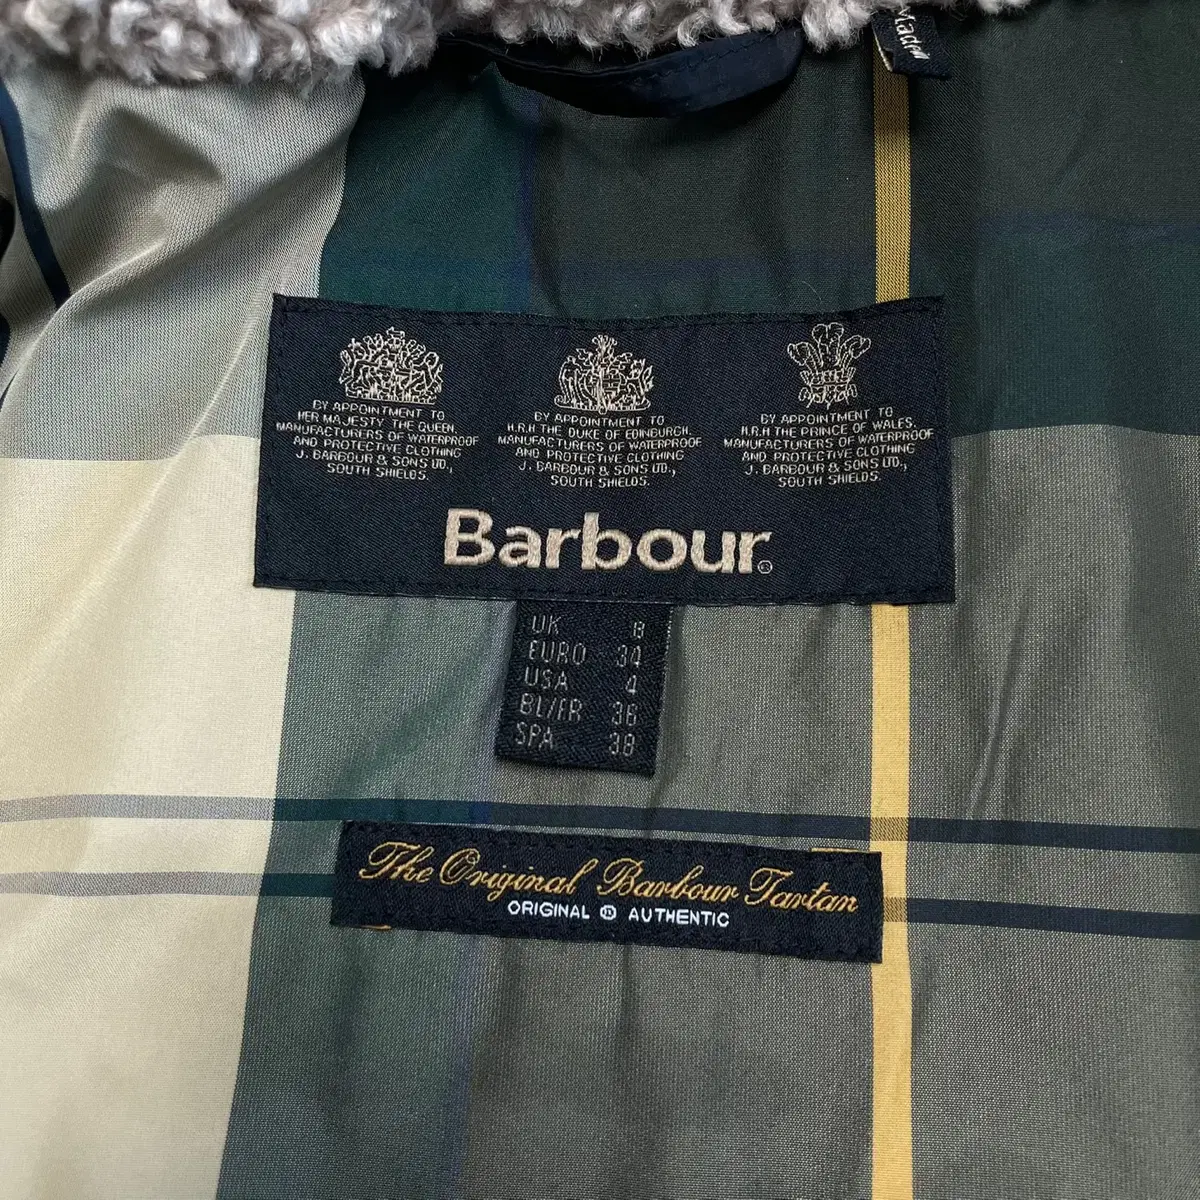 Made in
BY APPOINTMENT TO
HER MAJESTY THE QUEEN,
MANUFACTURERS OF WATERPROOF
AND PROTECTIVE CLOTHING
J. BARBOUR & SONS LTD.,
SOUTH SHIELDS.
BY APPOINTMENT TO
H.R.H THE DUKE OF EDINBURGH.
MANUFACTURERS OF WATERPROOF
AND PROTECTIVE CLOTHING
J. BARBOUR & SONS LTD.,
SOUTH SHIELDS.
BY APPOINTMENT TO
H.R.H THE PRINCE OF WALES.
MANUFACTURERS OF WATERPROOF
AND PROTECTIVE CLOTHING
J. BARBOUR & SONS LTD.,
SOUTH SHIELDS.
Barbour®
UK 8
EURO 34
USA 4
BL/FR 36
SPA 38
The Original Barbour Tartan
ORIGINAL ® AUTHENTIC